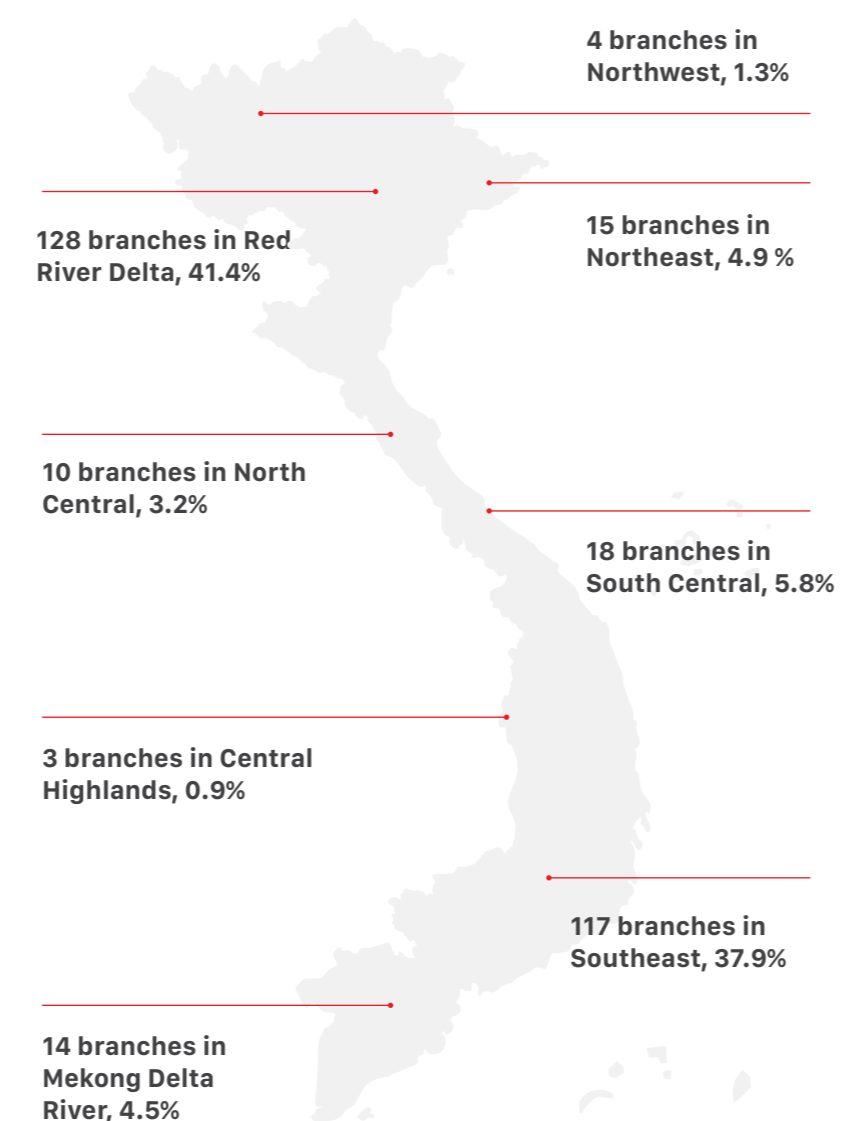 4 branches in
Northwest, 1.3%
128 branches in Red
River Delta, 41.4%
15 branches in
Northeast, 4.9 %
10 branches in North
Central, 3.2%
18 branches in
South Central, 5.8%
3 branches in Central
Highlands, 0.9%
117 branches in
Southeast, 37.9%
14 branches in
Mekong Delta
River, 4.5%